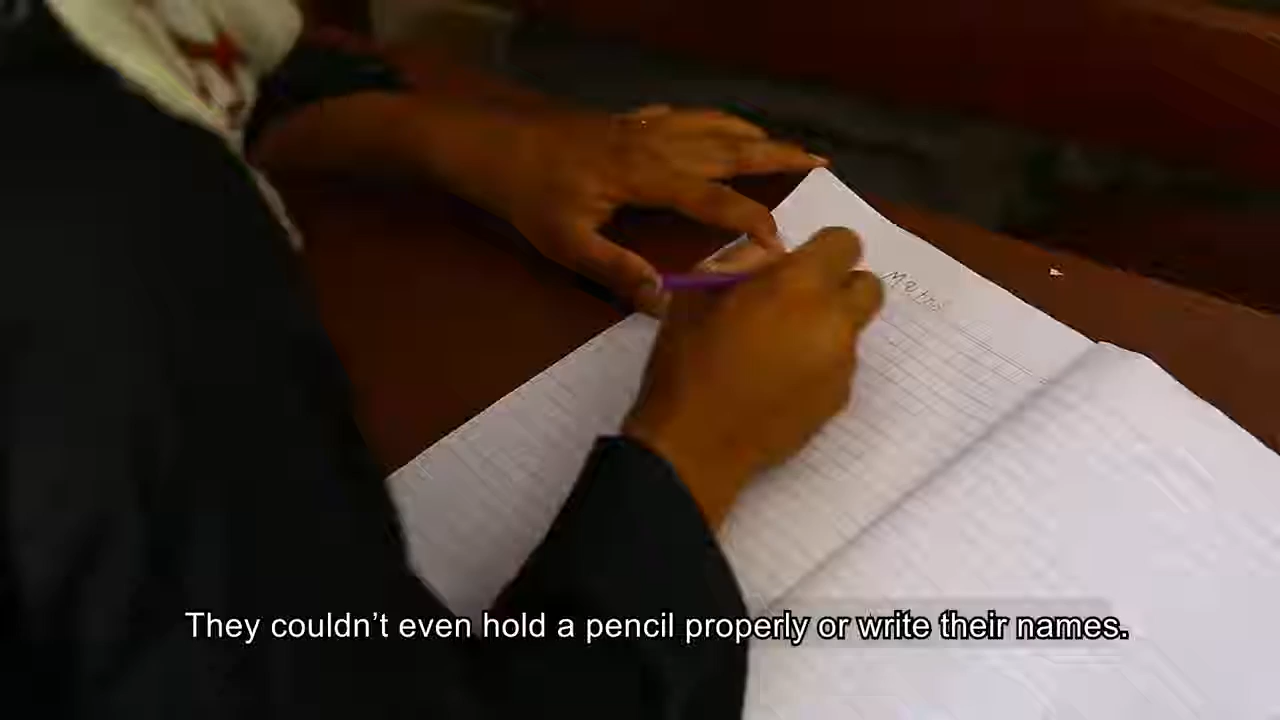 They couldn’t even hold a pencil properly or write their names.